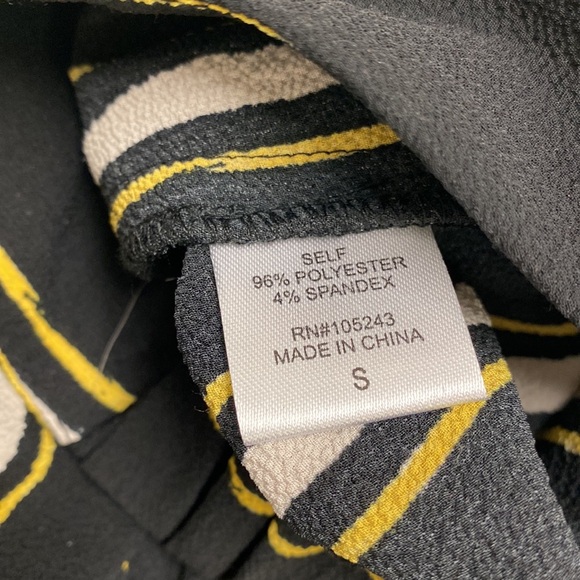 SELF
96% POLYESTER
4% SPANDEX
RN#105243
MADE IN CHINA
S